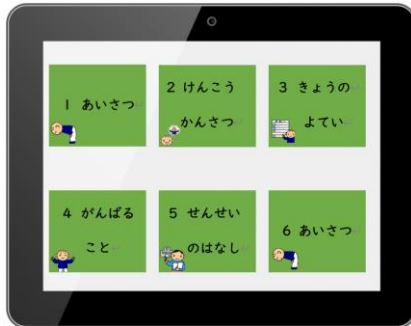 1 あいさつ
2 けんこう
かんさつ
3 きょうの
よてい
4 がんばる
こと
5 せんせい
のはなし
6 あいさつ